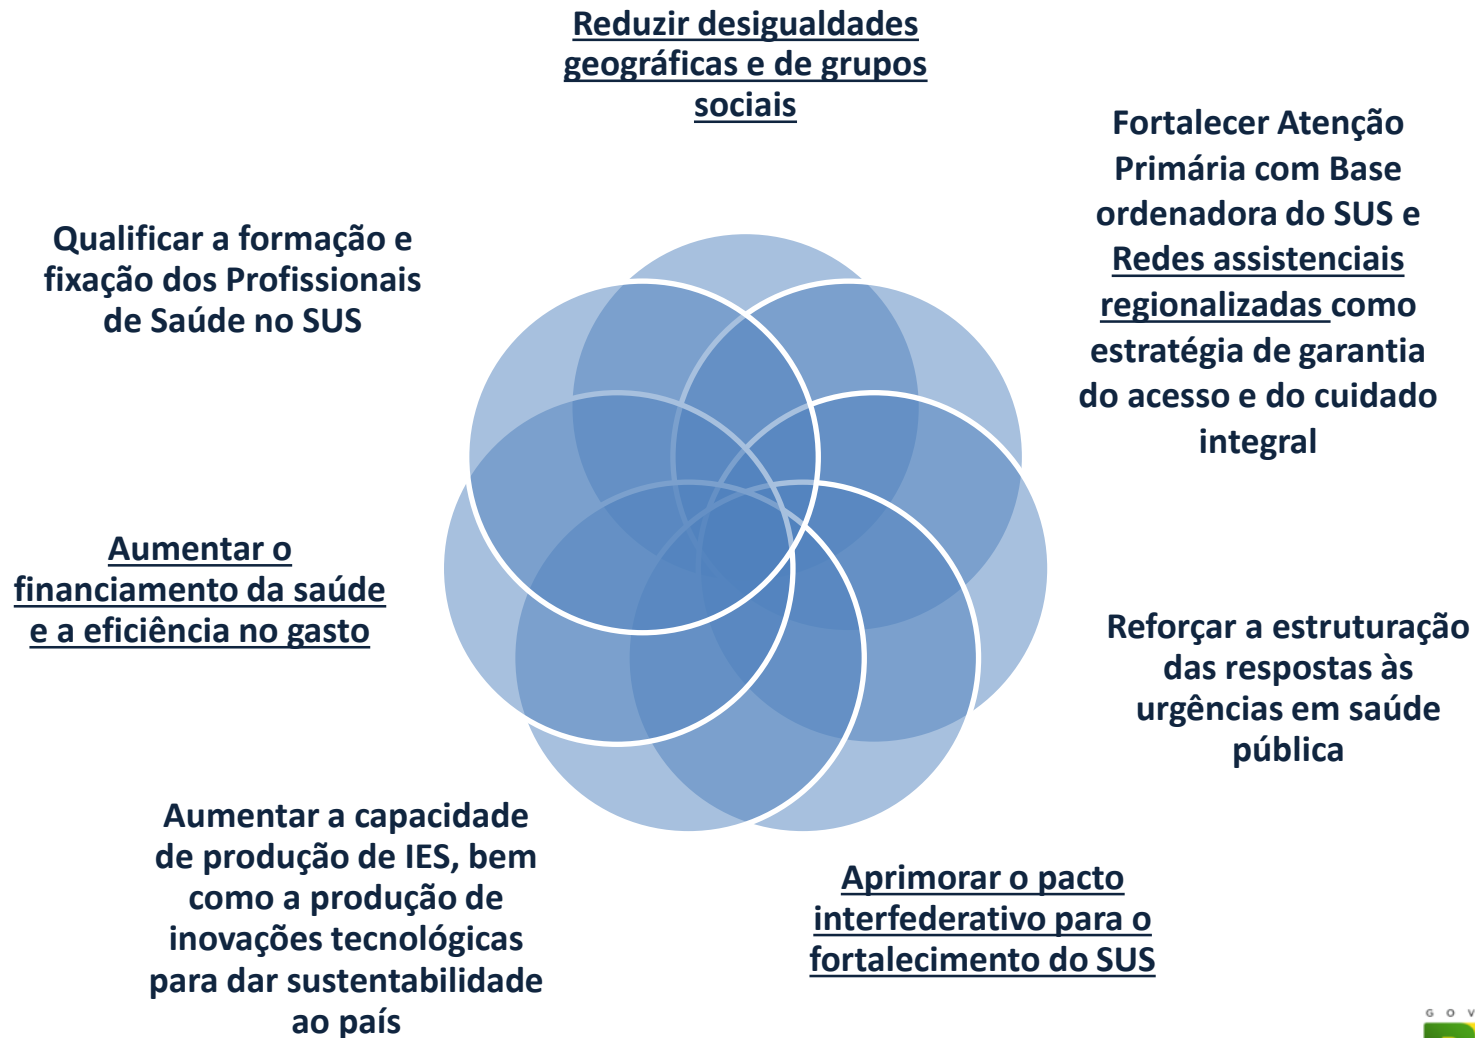 Reduzir desigualdades
geográficas e de grupos
sociais
Fortalecer Atenção
Primária com Base
ordenadora do SUS e
Redes assistenciais
regionalizadas como
estratégia de garantia
do acesso e do cuidado
integral
Reforçar a estruturação
das respostas às
urgências em saúde
pública
Aprimorar o pacto
interfederativo para o
fortalecimento do SUS
Aumentar a capacidade
de produção de IES, bem
como a produção de
inovações tecnológicas
para dar sustentabilidade
ao país
Aumentar o
financiamento da saúde
e a eficiência no gasto
Qualificar a formação e
fixação dos Profissionais
de Saúde no SUS
G O V